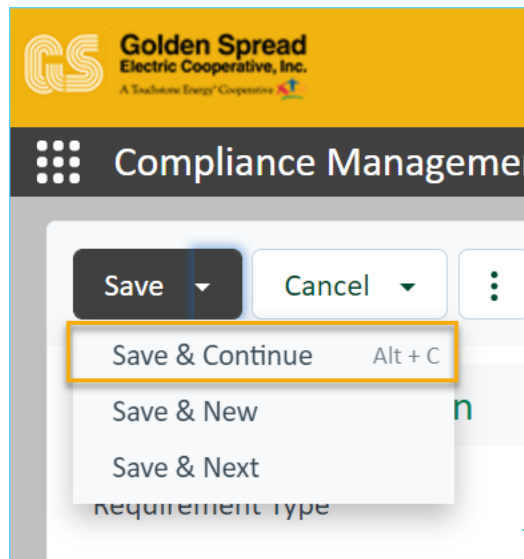 GS
Golden Spread
Electric Cooperative, Inc.
A Touchstone Energy® Cooperative
Compliance Manageme
Save
Cancel
Save & Continue Alt + C
Save & New
n
Save & Next
Requirement Type